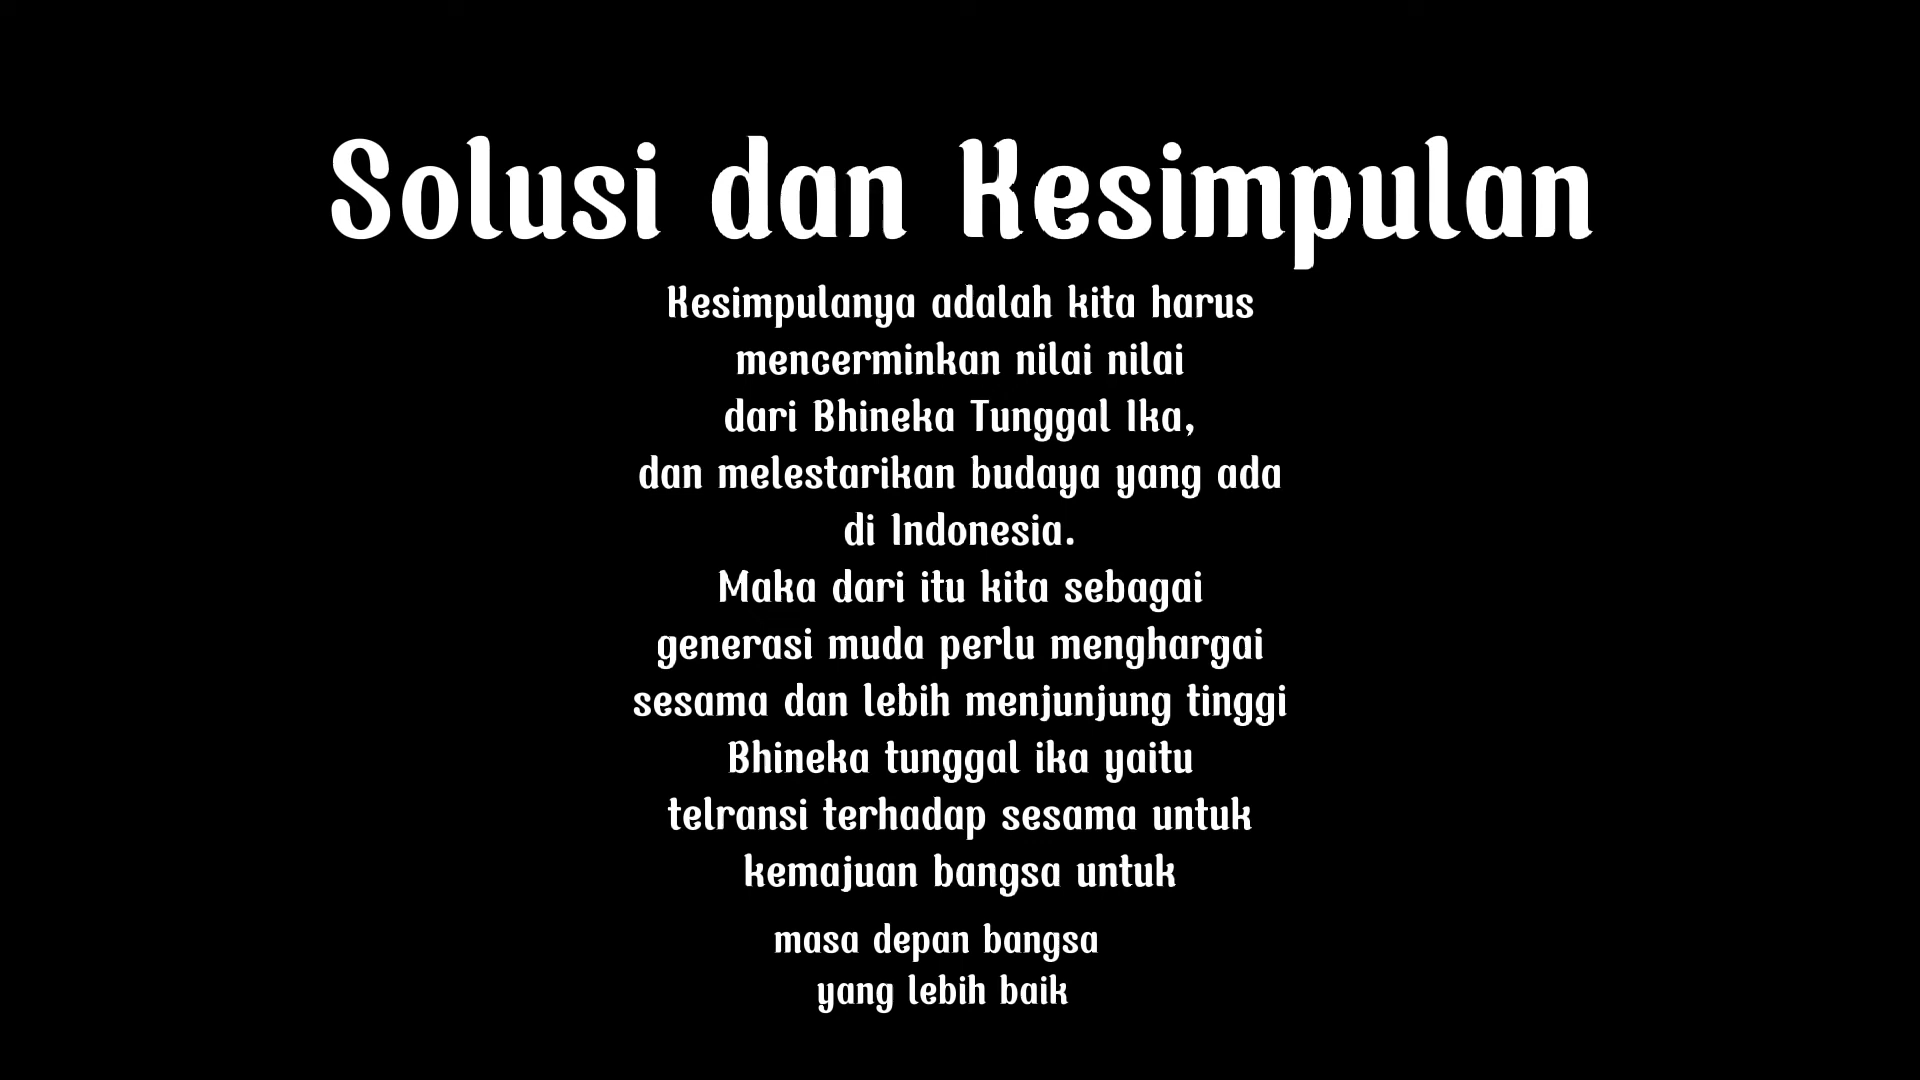 Solusi dan Kesimpulan
Kesimpulanya adalah kita harus
mencerminkan nilai nilai
dari Bhineka Tunggal Ika,
dan melestarikan budaya yang ada
di Indonesia.
Maka dari itu kita sebagai
generasi muda perlu menghargai
sesama dan lebih menjunjung tinggi
Bhineka tunggal ika yaitu
telransi terhadap sesama untuk
kemajuan bangsa untuk
masa depan bangsa
yang lebih baik